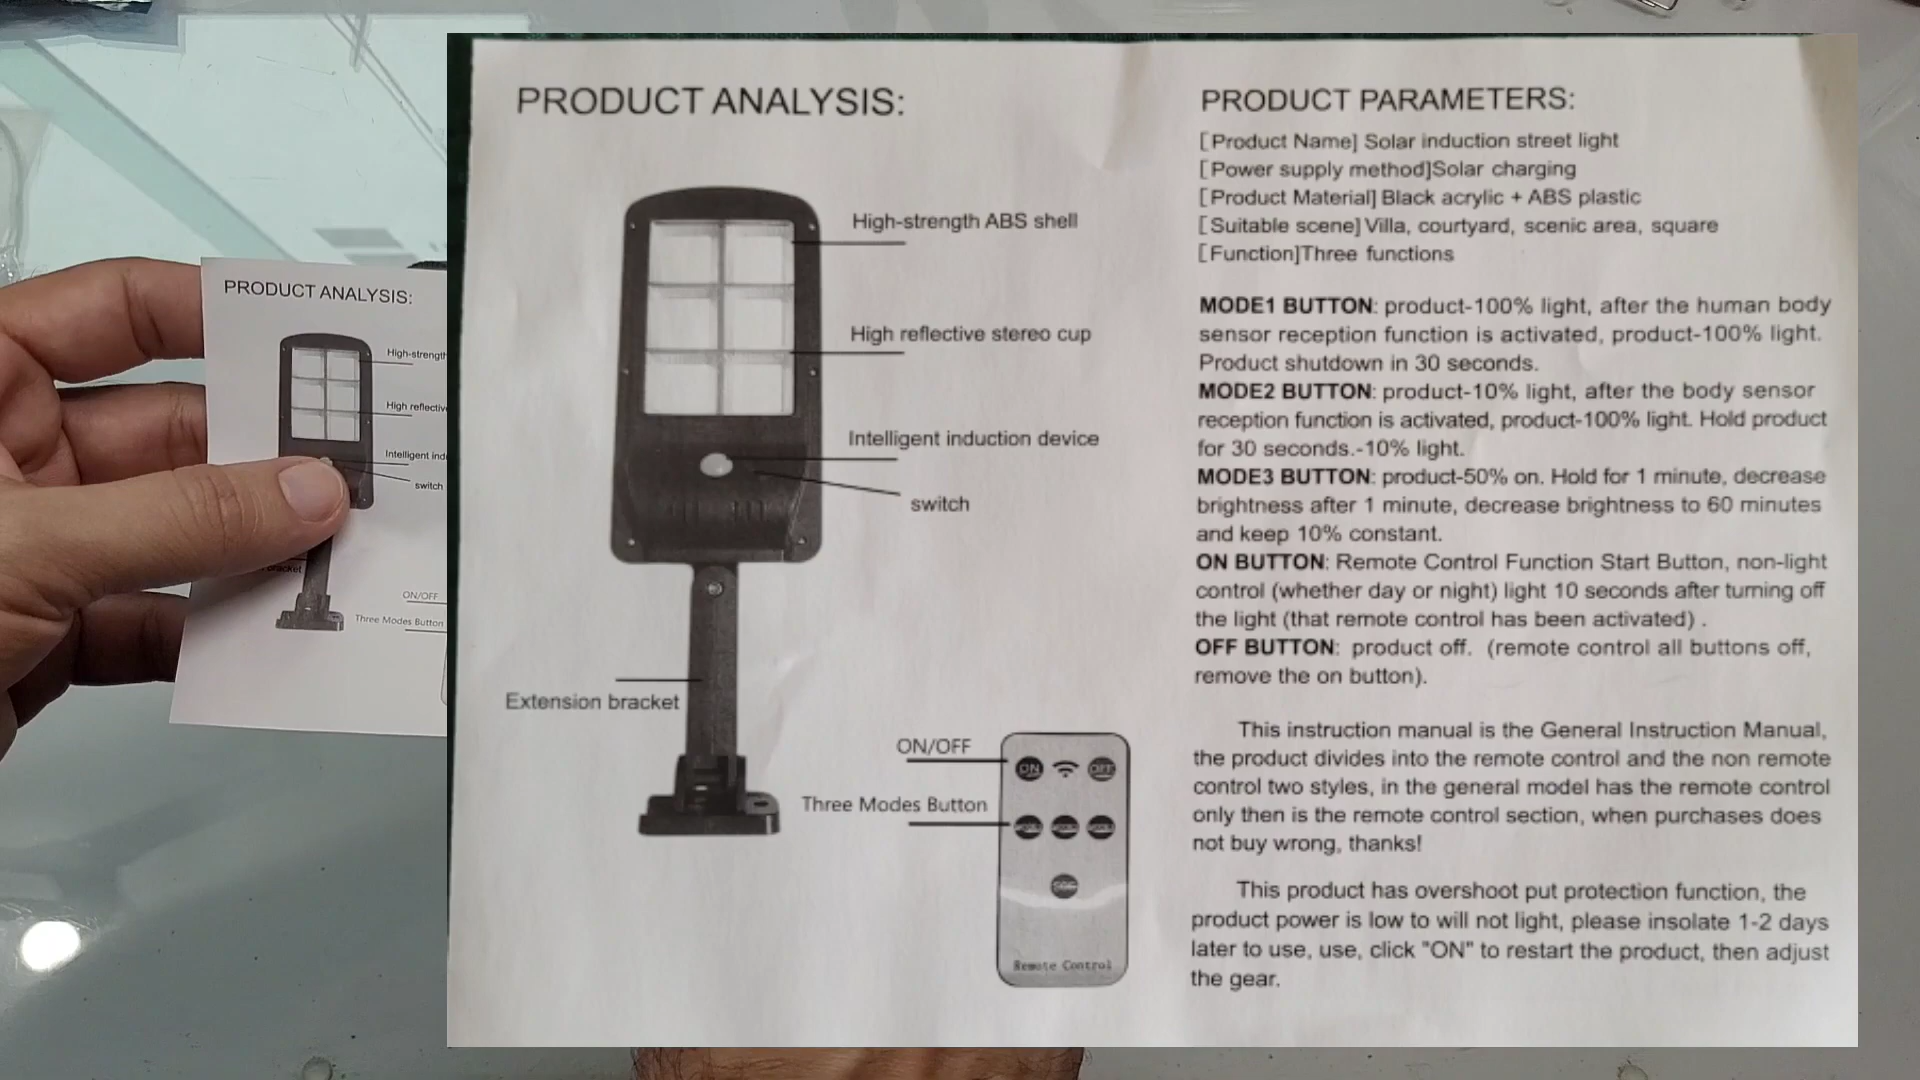 PRODUCT ANALYSIS:
High-strength
High reflectiv
Intelligent ind
switch
bracket
ON/OFF
Three Modes Button
PRODUCT ANALYSIS:
High-strength ABS shell
High reflective stereo cup
Intelligent induction device
switch
Extension bracket
ON/OFF
ON
OFF
Three Modes Button
Remote Control
PRODUCT PARAMETERS:
[Product Name] Solar induction street light
[Power supply method]Solar charging
[Product Material] Black acrylic + ABS plastic
[Suitable scene] Villa, courtyard, scenic area, square
[Function]Three functions
MODE1 BUTTON: product-100% light, after the human body
sensor reception function is activated, product-100% light.
Product shutdown in 30 seconds.
MODE2 BUTTON: product-10% light, after the body sensor
reception function is activated, product-100% light. Hold product
for 30 seconds.-10% light.
MODE3 BUTTON: product-50% on. Hold for 1 minute, decrease
brightness after 1 minute, decrease brightness to 60 minutes
and keep 10% constant.
ON BUTTON: Remote Control Function Start Button, non-light
control (whether day or night) light 10 seconds after turning off
the light (that remote control has been activated) .
OFF BUTTON: product off. (remote control all buttons off,
remove the on button).
This instruction manual is the General Instruction Manual,
the product divides into the remote control and the non remote
control two styles, in the general model has the remote control
only then is the remote control section, when purchases does
not buy wrong, thanks!
This product has overshoot put protection function, the
product power is low to will not light, please insolate 1-2 days
later to use, use, click "ON" to restart the product, then adjust
the gear.